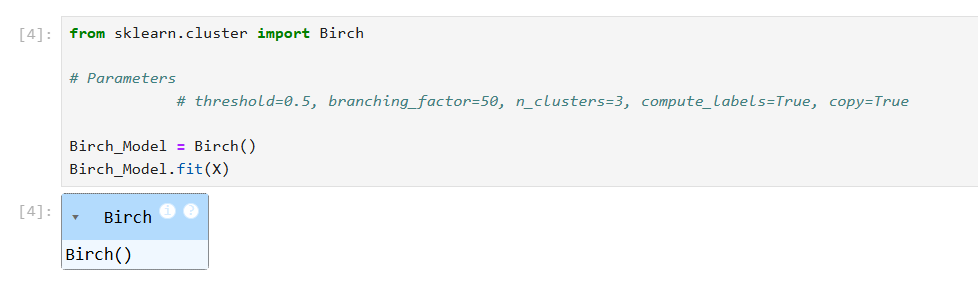 [4]: from sklearn.cluster import Birch
# Parameters
# threshold=0.5, branching_factor=50, n_clusters=3, compute_labels=True, copy=True
Birch_Model = Birch()
Birch_Model.fit(X)
[4]: ▾ Birch i ?
Birch()